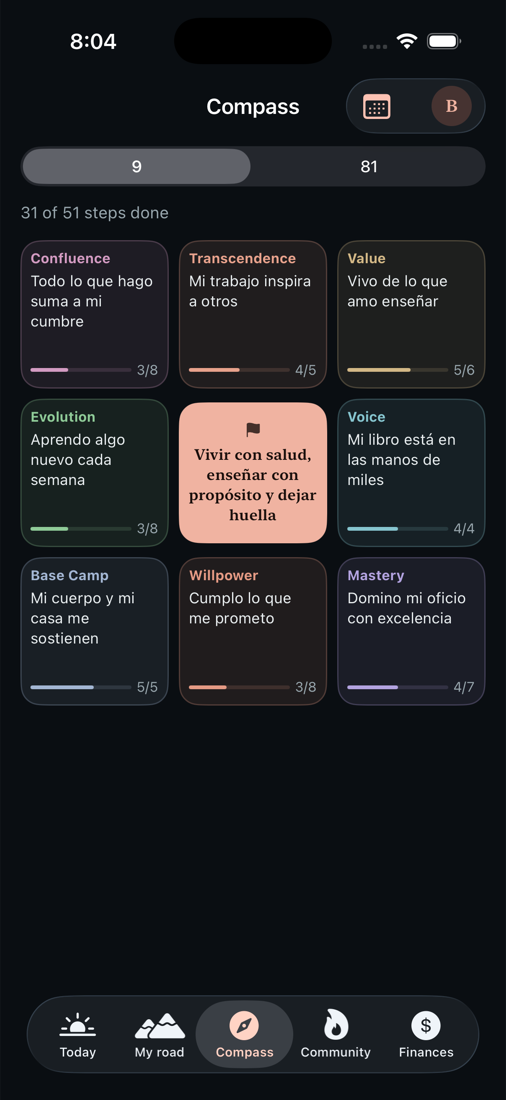 8:04
Compass
B
9
81
31 of 51 steps done
Confluence
Todo lo que hago
suma a mi
cumbre
3/8
Transcendence
Mi trabajo inspira
a otros
4/5
Value
Vivo de lo que
amo enseñar
5/6
Evolution
Aprendo algo
nuevo cada
semana
3/8
Vivir con salud,
enseñar con
propósito y dejar
huella
Voice
Mi libro está en
las manos de
miles
4/4
Base Camp
Mi cuerpo y mi
casa me
sostienen
5/5
Willpower
Cumplo lo que
me prometo
3/8
Mastery
Domino mi oficio
con excelencia
4/7
Today
My road
Compass
Community
$
Finances